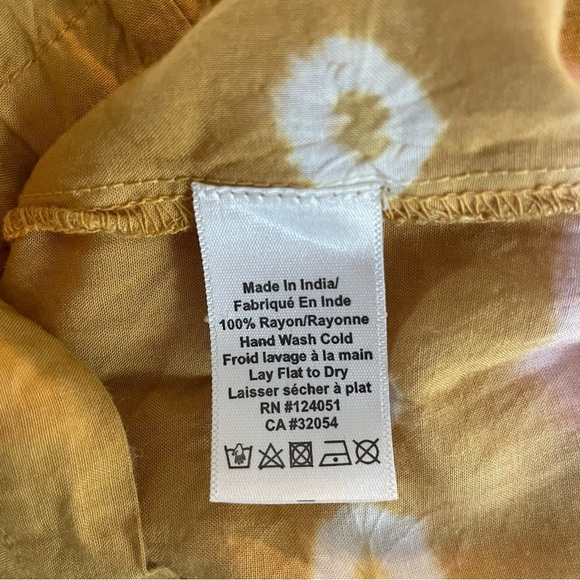 Made In India/
Fabriqué En Inde
100% Rayon/Rayonne
Hand Wash Cold
Froid lavage à la main
Lay Flat to Dry
Laisser sécher à plat
RN #124051
CA #32054